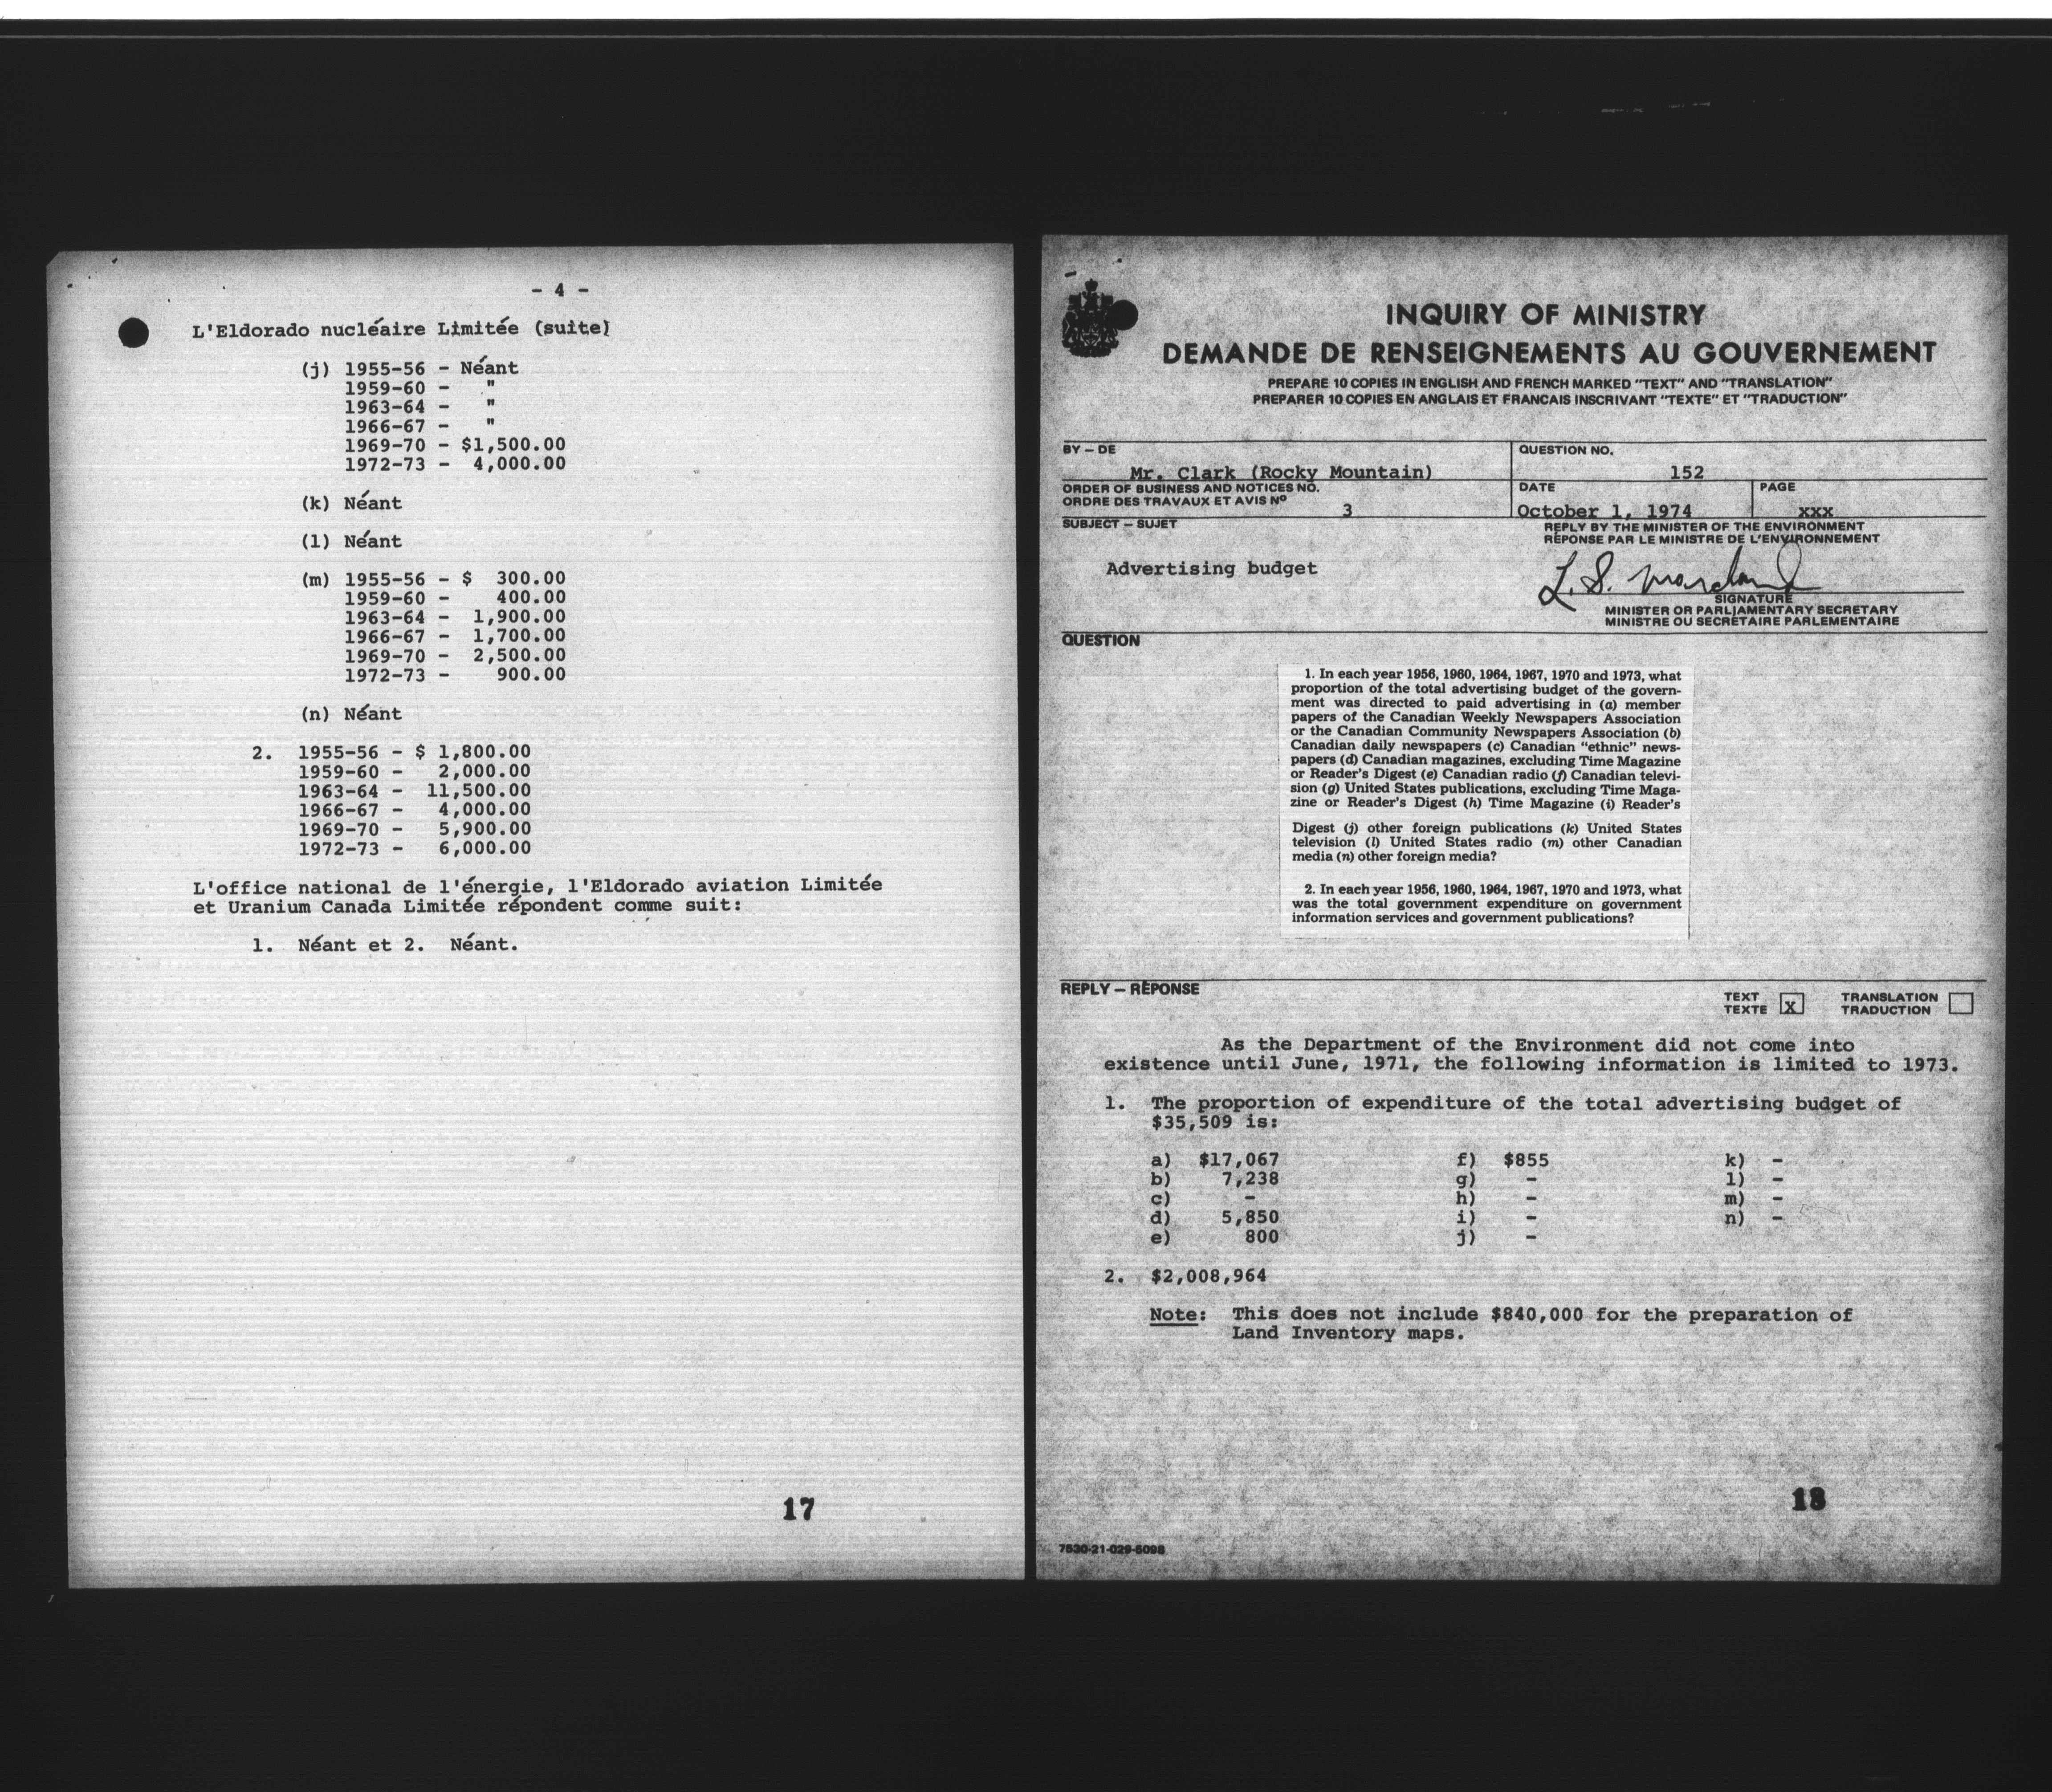 - 4 -
L'Eldorado nucléaire Limitée (suite)
(j) 1955-56 - Néant
1959-60 - "
1963-64 - "
1966-67 - "
1969-70 - $1,500.00
1972-73 - 4,000.00
(k) Néant
(l) Néant
(m) 1955-56 - $ 300.00
1959-60 - 400.00
1963-64 - 1,900.00
1966-67 - 1,700.00
1969-70 - 2,500.00
1972-73 - 900.00
(n) Néant
2. 1955-56 - $ 1,800.00
1959-60 - 2,000.00
1963-64 - 11,500.00
1966-67 - 4,000.00
1969-70 - 5,900.00
1972-73 - 6,000.00
L'office national de l'énergie, l'Eldorado aviation Limitée
et Uranium Canada Limitée répondent comme suit:
1. Néant et 2. Néant.
17
INQUIRY OF MINISTRY
DEMANDE DE RENSEIGNEMENTS AU GOUVERNEMENT
PREPARE 10 COPIES IN ENGLISH AND FRENCH MARKED "TEXT" AND "TRANSLATION"
PREPARER 10 COPIES EN ANGLAIS ET FRANCAIS INSCRIVANT "TEXTE" ET "TRADUCTION"
BY – DE
Mr. Clark (Rocky Mountain)
QUESTION NO.
152
ORDER OF BUSINESS AND NOTICES NO.
ORDRE DES TRAVAUX ET AVIS Nº
3
DATE
October 1, 1974
PAGE
xxx
SUBJECT – SUJET
Advertising budget
REPLY BY THE MINISTER OF THE ENVIRONMENT
RÉPONSE PAR LE MINISTRE DE L'ENVIRONNEMENT
SIGNATURE
MINISTER OR PARLIAMENTARY SECRETARY
MINISTRE OU SECRÉTAIRE PARLEMENTAIRE
QUESTION
1. In each year 1956, 1960, 1964, 1967, 1970 and 1973, what
proportion of the total advertising budget of the govern-
ment was directed to paid advertising in (a) member
papers of the Canadian Weekly Newspapers Association
or the Canadian Community Newspapers Association (b)
Canadian daily newspapers (c) Canadian "ethnic" news-
papers (d) Canadian magazines, excluding Time Magazine
or Reader's Digest (e) Canadian radio (f) Canadian televi-
sion (g) United States publications, excluding Time Maga-
zine or Reader's Digest (h) Time Magazine (i) Reader's
Digest (j) other foreign publications (k) United States
television (l) United States radio (m) other Canadian
media (n) other foreign media?
2. In each year 1956, 1960, 1964, 1967, 1970 and 1973, what
was the total government expenditure on government
information services and government publications?
REPLY – RÉPONSE
TEXT
TEXTE X
TRANSLATION
TRADUCTION
As the Department of the Environment did not come into
existence until June, 1971, the following information is limited to 1973.
1. The proportion of expenditure of the total advertising budget of
$35,509 is:
a) $17,067 f) $855 k) -
b) 7,238 g) - l) -
c) - h) - m) -
d) 5,850 i) - n) -
e) 800 j) -
2. $2,008,964
Note: This does not include $840,000 for the preparation of
Land Inventory maps.
18
7530-21-029-5098